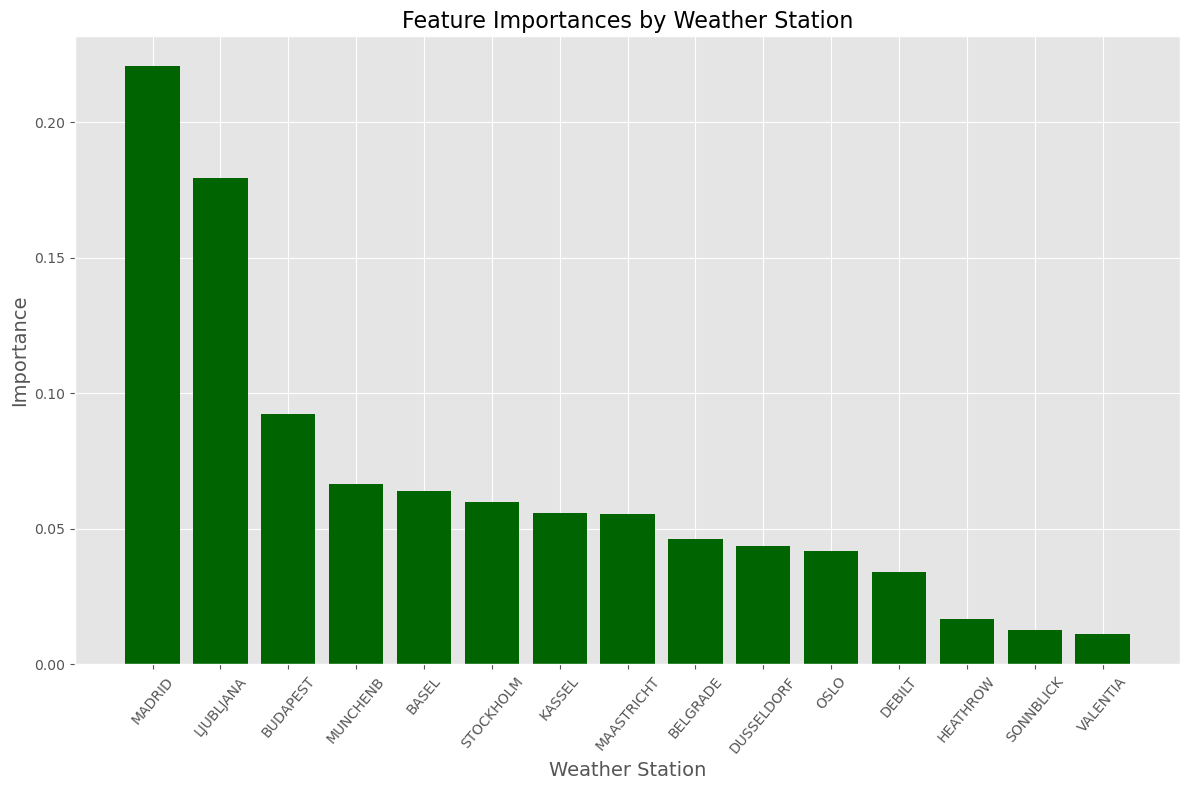 Feature Importances by Weather Station
Importance
0.20
0.15
0.10
0.05
0.00
MADRID
LJUBLJANA
BUDAPEST
MUNCHENB
BASEL
STOCKHOLM
KASSEL
MAASTRICHT
BELGRADE
DUSSELDORF
OSLO
DEBILT
HEATHROW
SONNBLICK
VALENTIA
Weather Station